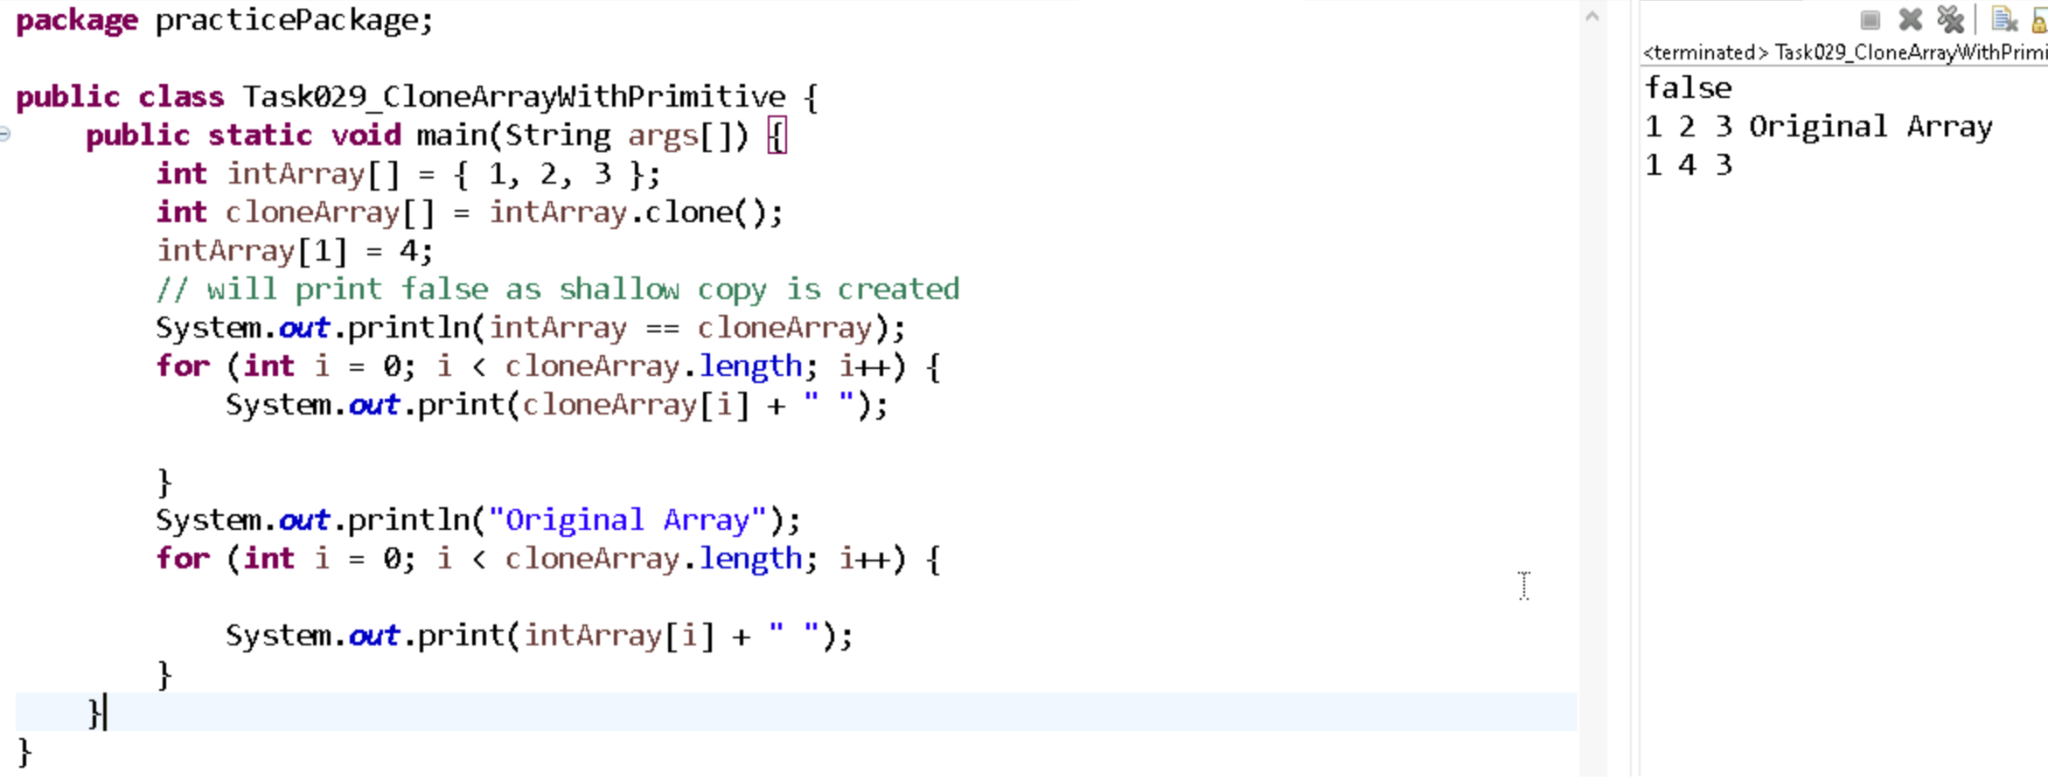 package practicePackage;
public class Task029_CloneArrayWithPrimitive {
public static void main(String args[]) {
int intArray[] = { 1, 2, 3 };
int cloneArray[] = intArray.clone();
intArray[1] = 4;
// will print false as shallow copy is created
System.out.println(intArray == cloneArray);
for (int i = 0; i < cloneArray.length; i++) {
System.out.print(cloneArray[i] + " ");
}
System.out.println("Original Array");
for (int i = 0; i < cloneArray.length; i++) {
System.out.print(intArray[i] + " ");
}
}
}
<terminated> Task029_CloneArrayWithPrimi
false
1 2 3 Original Array
1 4 3